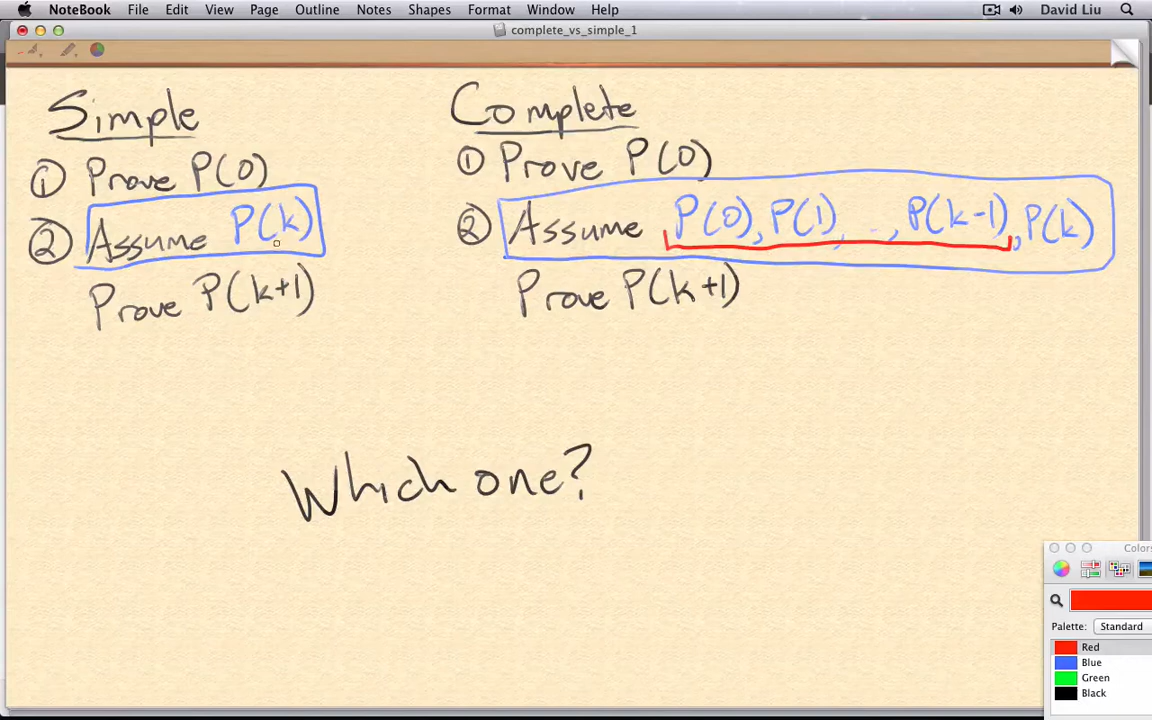 NoteBook File Edit View Page Outline Notes Shapes Format Window Help David Liu
complete_vs_simple_1
Simple
① Prove P(0)
② Assume P(k)
Prove P(k+1)
Complete
① Prove P(0)
② Assume P(0), P(1), ..., P(k-1), P(k)
Prove P(k+1)
Which one?
Colors
Palette: Standard
Red
Blue
Green
Black